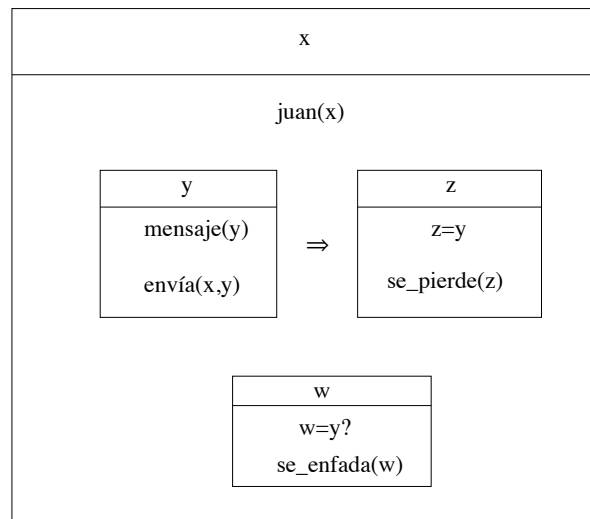 x
juan(x)
y
mensaje(y)
envía(x,y)
⇒
z
z=y
se_pierde(z)
w
w=y?
se_enfada(w)